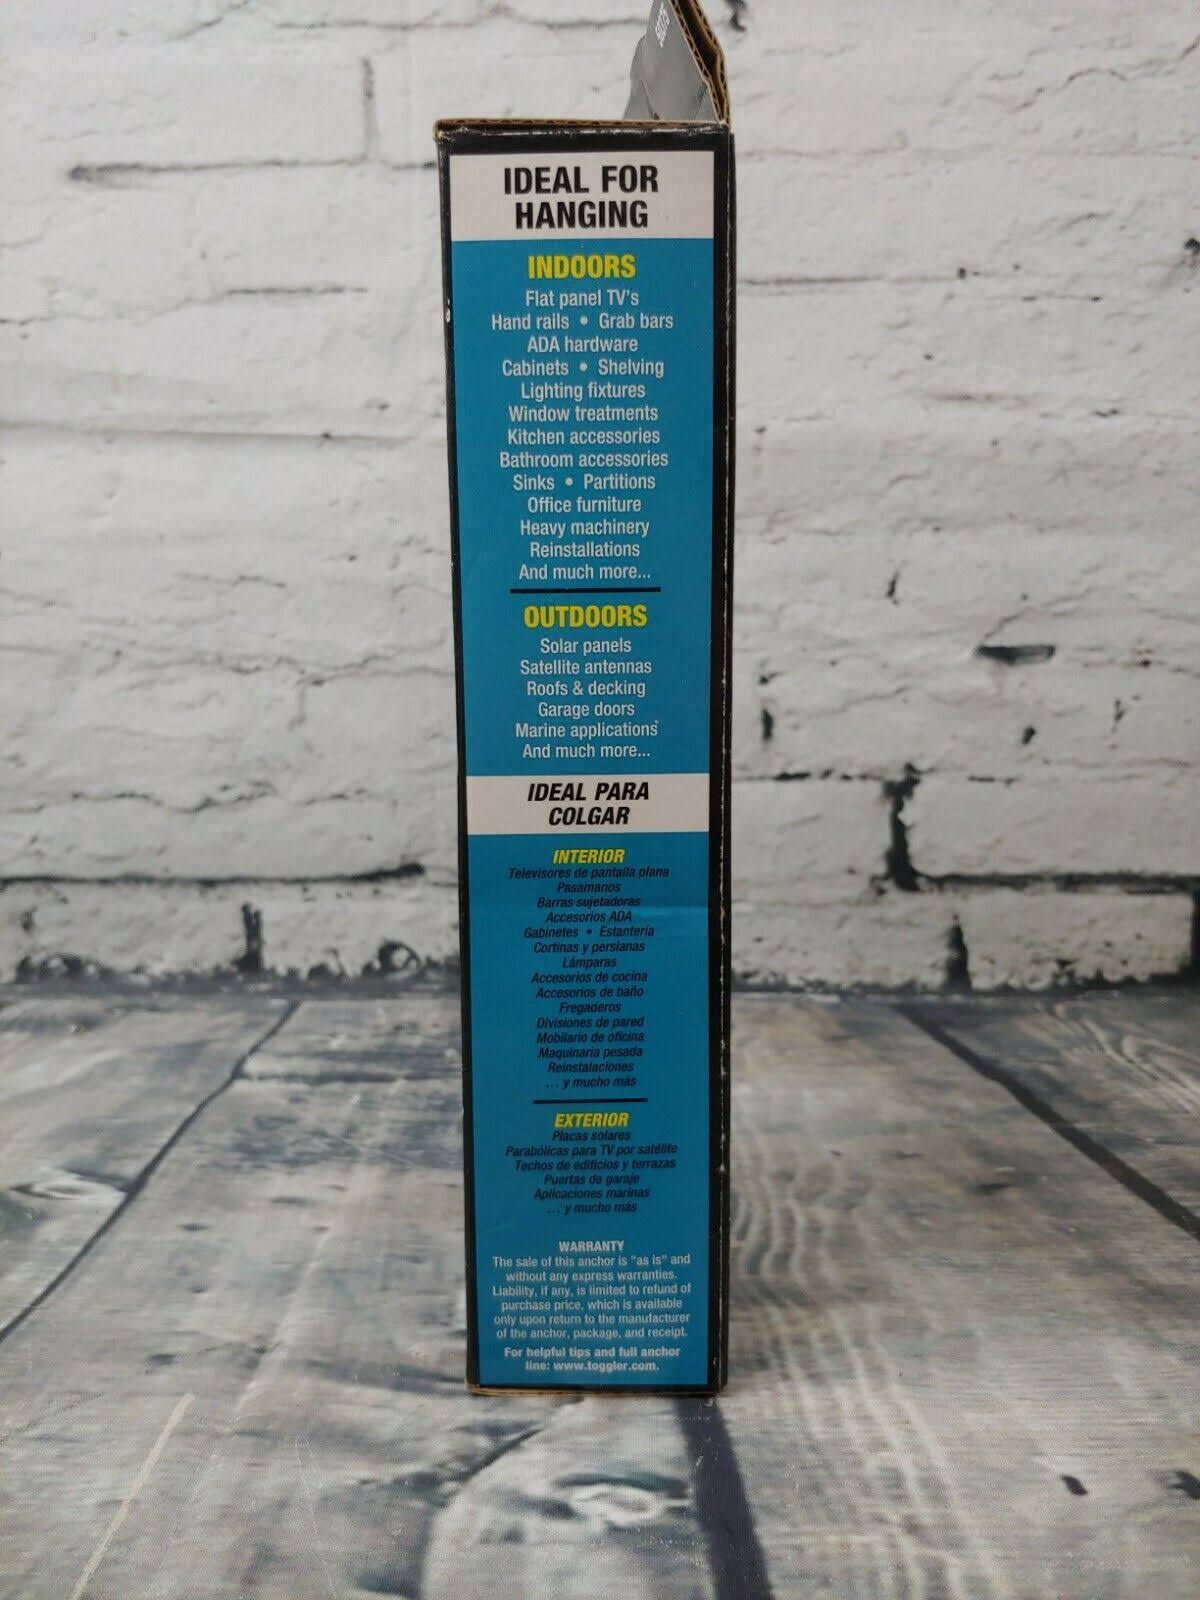 IDEAL FOR
HANGING
INDOORS
Flat panel TV's
Hand rails • Grab bars
ADA hardware
Cabinets • Shelving
Lighting fixtures
Window treatments
Kitchen accessories
Bathroom accessories
Sinks • Partitions
Office furniture
Heavy machinery
Reinstallations
And much more...
OUTDOORS
Solar panels
Satellite antennas
Roofs & decking
Garage doors
Marine applications
And much more...
IDEAL PARA
COLGAR
INTERIOR
Televisores de pantalla plana
Pasamanos
Barras sujetadoras
Accesorios ADA
Gabinetes • Estantería
Cortinas y persianas
Lámparas
Accesorios de cocina
Accesorios de baño
Fregaderos
Divisiones de pared
Mobilario de oficina
Maquinaria pesada
Reinstalaciones
... y mucho más
EXTERIOR
Placas solares
Parabólicas para TV por satélite
Techos de edificios y terrazas
Puertas de garaje
Aplicaciones marinas
... y mucho más
WARRANTY
The sale of this anchor is "as is" and
without any express warranties.
Liability, if any, is limited to refund of
purchase price, which is available
only upon return to the manufacturer
of the anchor, package, and receipt.
For helpful tips and full anchor
line: www.toggler.com.